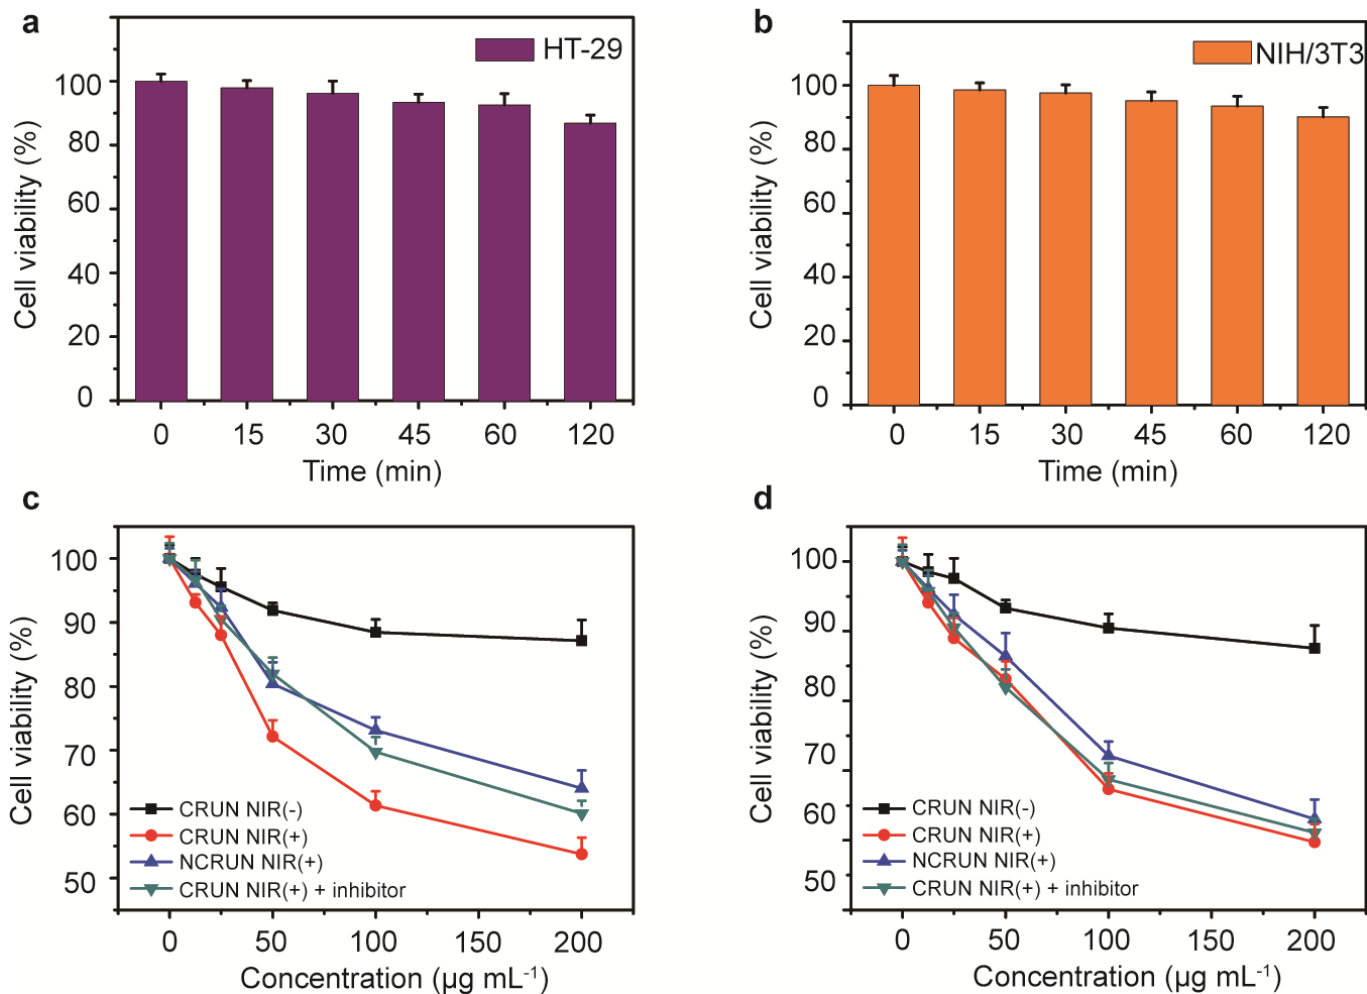 a
HT-29
Cell viability (%)
100
80
60
40
20
0
0 15 30 45 60 120
Time (min)
b
NIH/3T3
Cell viability (%)
100
80
60
40
20
0
0 15 30 45 60 120
Time (min)
c
Cell viability (%)
100
90
80
70
60
50
CRUN NIR(-)
CRUN NIR(+)
NCRUN NIR(+)
CRUN NIR(+) + inhibitor
0 50 100 150 200
Concentration (µg mL⁻¹)
d
Cell viability (%)
100
90
80
70
60
50
CRUN NIR(-)
CRUN NIR(+)
NCRUN NIR(+)
CRUN NIR(+) + inhibitor
0 50 100 150 200
Concentration (µg mL⁻¹)